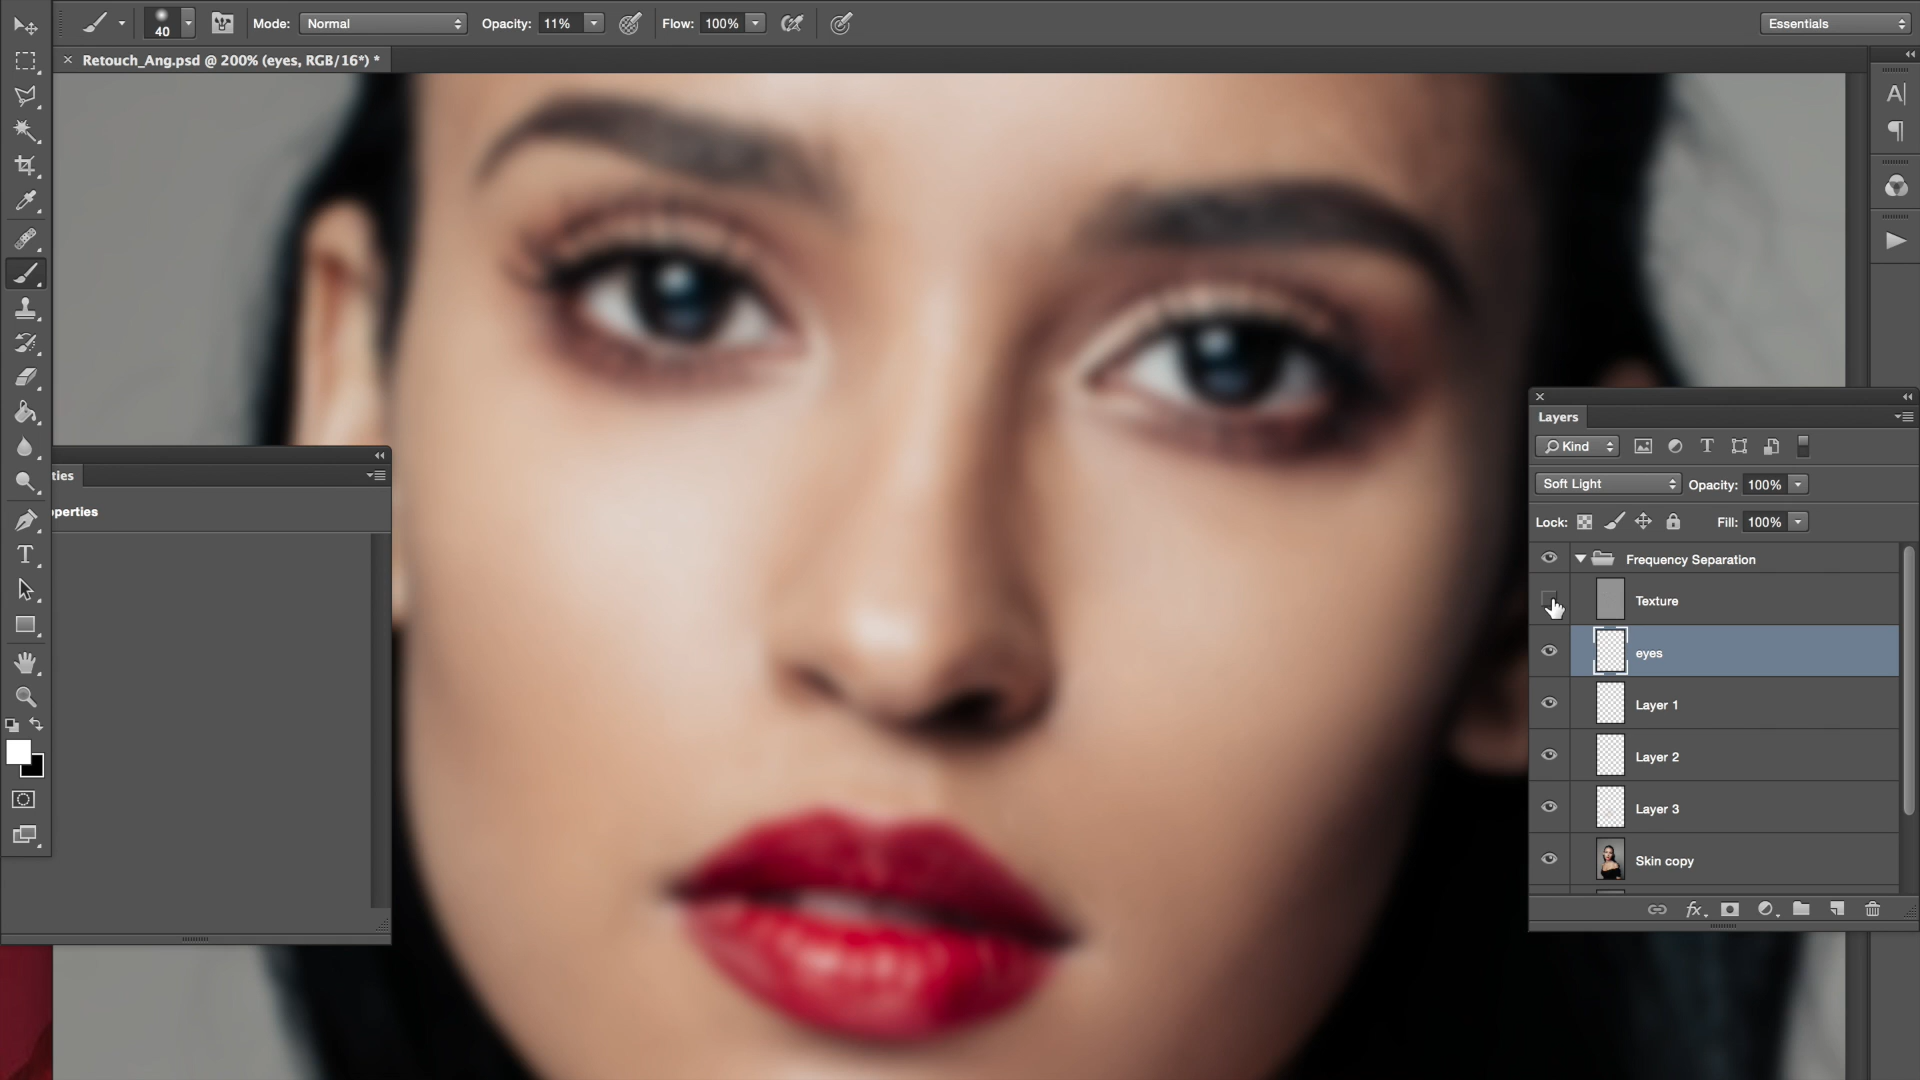 40
Mode: Normal
Opacity: 11%
Flow: 100%
Essentials
× Retouch_Ang.psd @ 200% (eyes, RGB/16*) *
ties
perties
Layers
Kind
Soft Light
Opacity: 100%
Lock:
Fill: 100%
Frequency Separation
Texture
eyes
Layer 1
Layer 2
Layer 3
Skin copy
fx